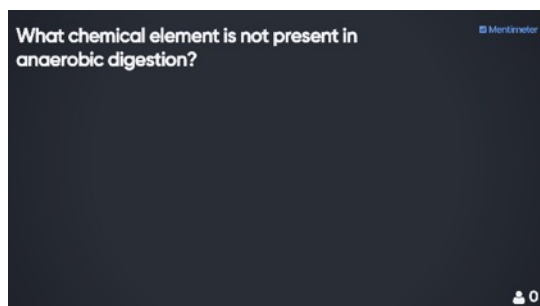 What chemical element is not present in
anaerobic digestion?
Mentimeter
0